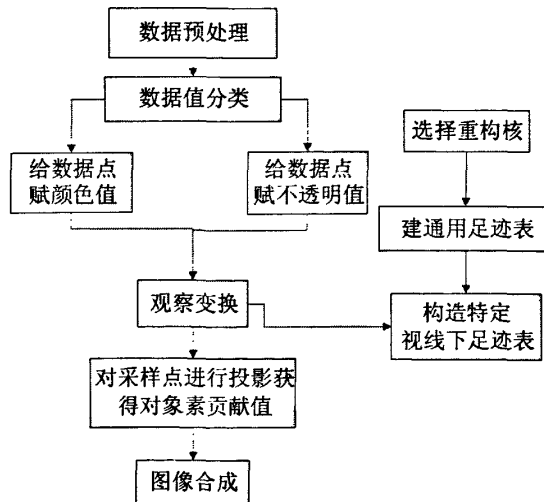 数据预处理
数据值分类
选择重构核
给数据点
赋颜色值
给数据点
赋不透明值
建通用足迹表
观察变换
构造特定
视线下足迹表
对采样点进行投影获
得对象素贡献值
图像合成